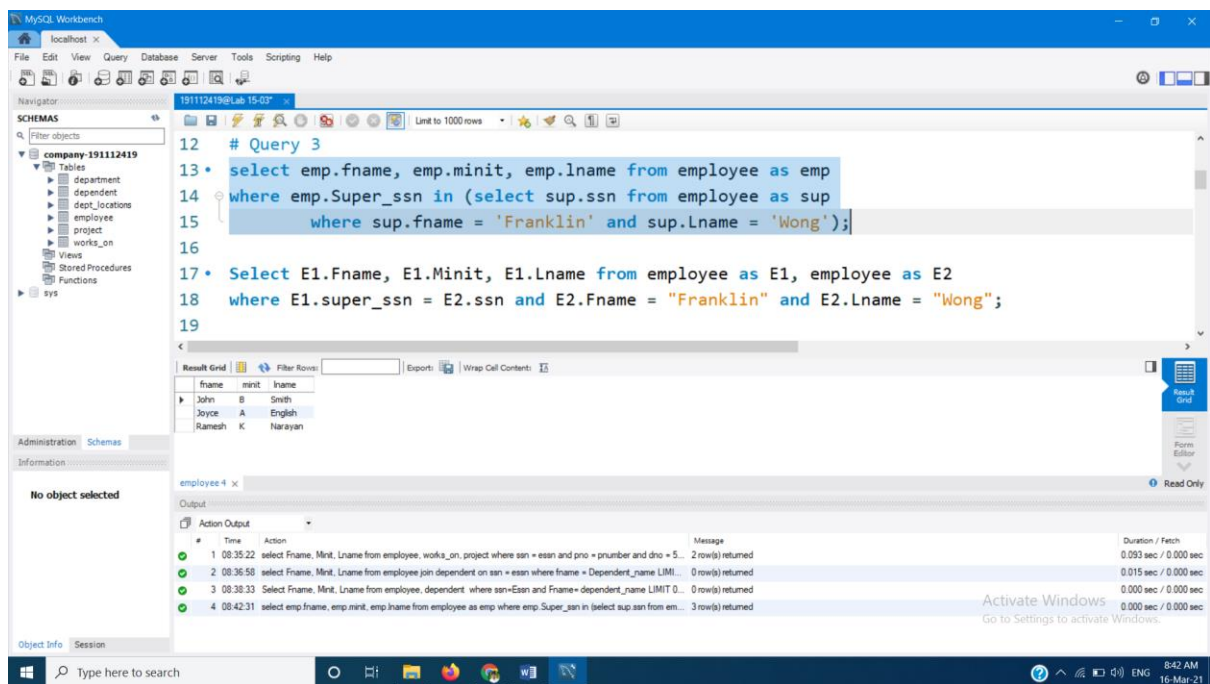 MySQL Workbench
localhost
File Edit View Query Database Server Tools Scripting Help
Navigator
191112419@Lab 15-03*
SCHEMAS
Limit to 1000 rows
Filter objects
company-191112419
Tables
department
dependent
dept_locations
employee
project
works_on
Views
Stored Procedures
Functions
sys
12 # Query 3
13 select emp.fname, emp.minit, emp.lname from employee as emp
14 where emp.Super_ssn in (select sup.ssn from employee as sup
15 where sup.fname = 'Franklin' and sup.Lname = 'Wong');
16
17 Select E1.Fname, E1.Minit, E1.Lname from employee as E1, employee as E2
18 where E1.super_ssn = E2.ssn and E2.Fname = "Franklin" and E2.Lname = "Wong";
19
Result Grid Filter Rows: Export: Wrap Cell Content:
fname minit lname
John B Smith
Joyce A English
Ramesh K Narayan
Result Grid
Form Editor
Administration Schemas
Information
No object selected
employee 4
Read Only
Output
Action Output
# Time Action Message Duration / Fetch
1 08:35:22 select Fname, Minit, Lname from employee, works_on, project where ssn = essn and pno = pnumber and dno = 5... 2 row(s) returned 0.093 sec / 0.000 sec
2 08:36:58 select Fname, Minit, Lname from employee join dependent on ssn = essn where fname = Dependent_name LIMI... 0 row(s) returned 0.015 sec / 0.000 sec
3 08:38:33 Select Fname, Minit, Lname from employee, dependent where ssn=Essn and Fname= dependent_name LIMIT 0... 0 row(s) returned 0.000 sec / 0.000 sec
4 08:42:31 select emp.fname, emp.minit, emp.lname from employee as emp where emp.Super_ssn in (select sup.ssn from em... 3 row(s) returned 0.000 sec / 0.000 sec
Activate Windows
Go to Settings to activate Windows.
Object Info Session
Type here to search
ENG
8:42 AM
16-Mar-21